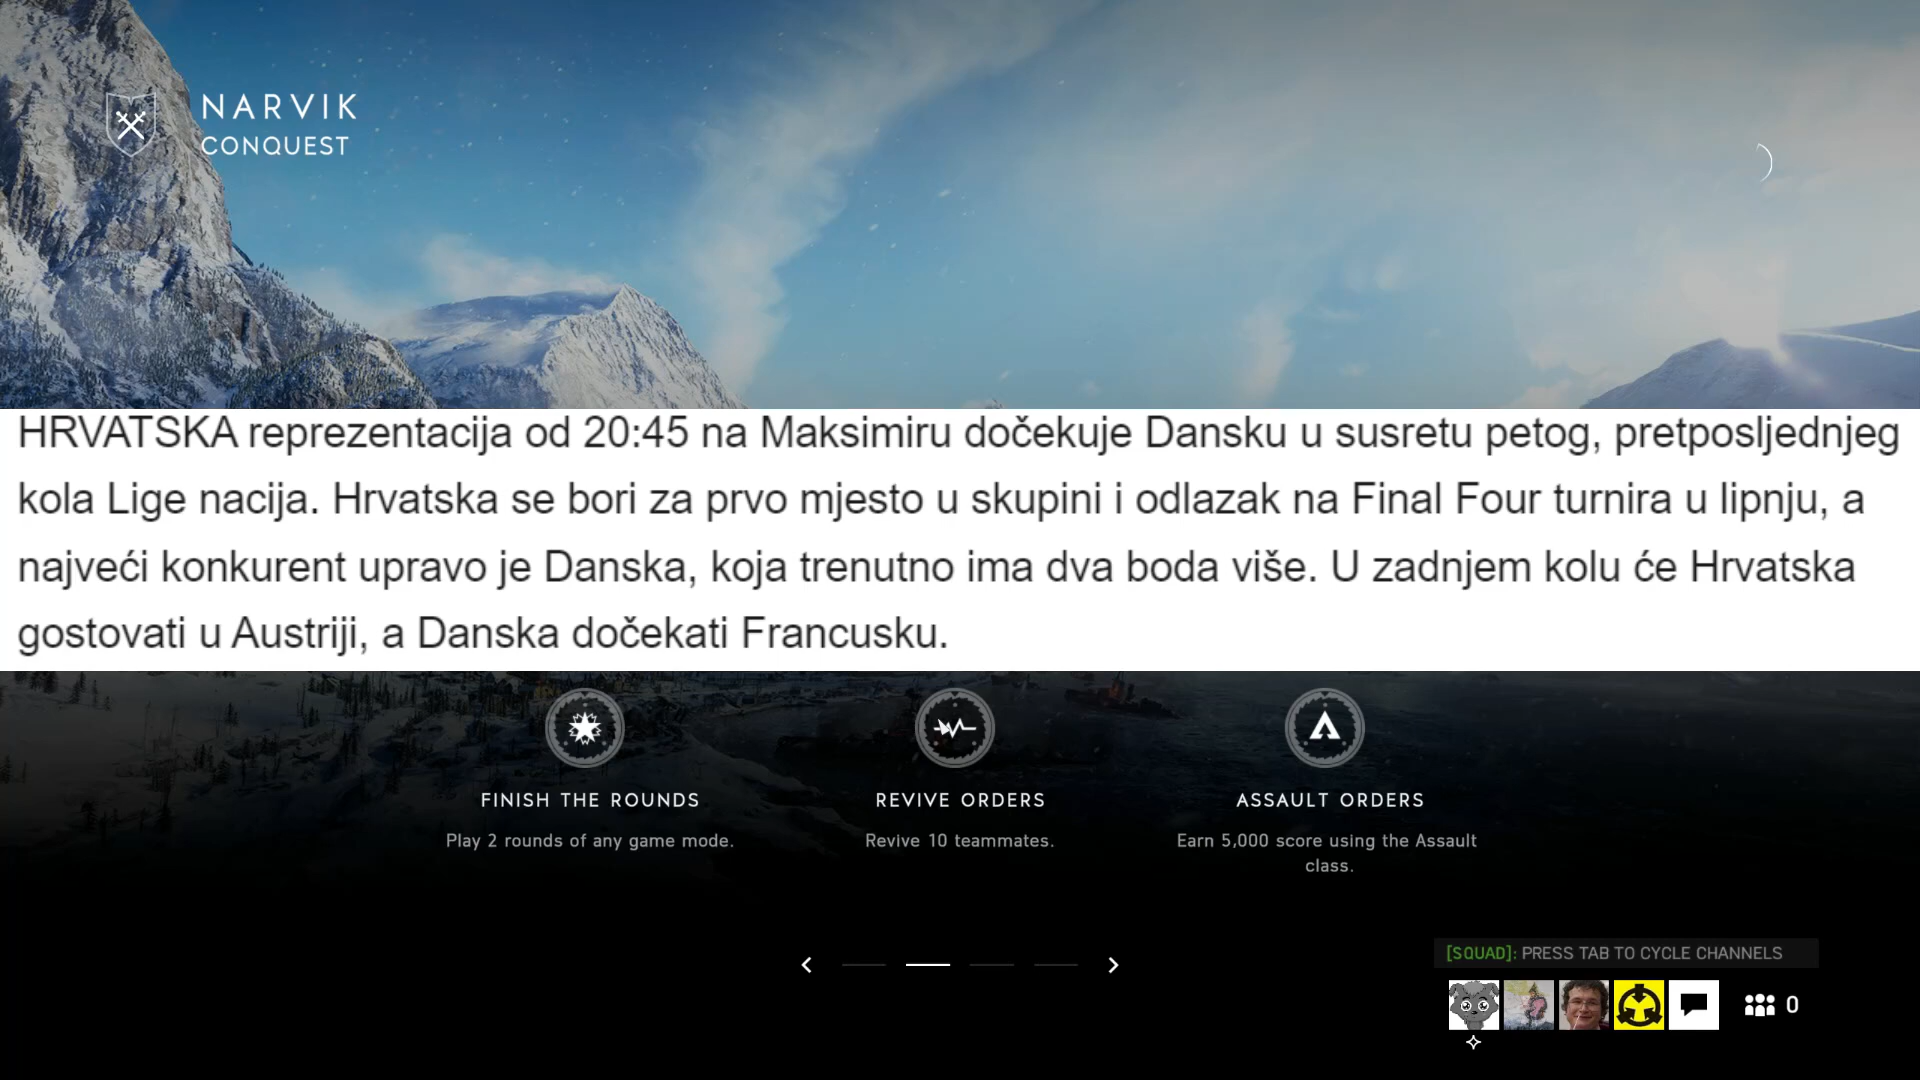 NARVIK
CONQUEST
HRVATSKA reprezentacija od 20:45 na Maksimiru dočekuje Dansku u susretu petog, pretposljednjeg
kola Lige nacija. Hrvatska se bori za prvo mjesto u skupini i odlazak na Final Four turnira u lipnju, a
najveći konkurent upravo je Danska, koja trenutno ima dva boda više. U zadnjem kolu će Hrvatska
gostovati u Austriji, a Danska dočekati Francusku.
FINISH THE ROUNDS
Play 2 rounds of any game mode.
REVIVE ORDERS
Revive 10 teammates.
ASSAULT ORDERS
Earn 5,000 score using the Assault
class.
[SQUAD]: PRESS TAB TO CYCLE CHANNELS
0